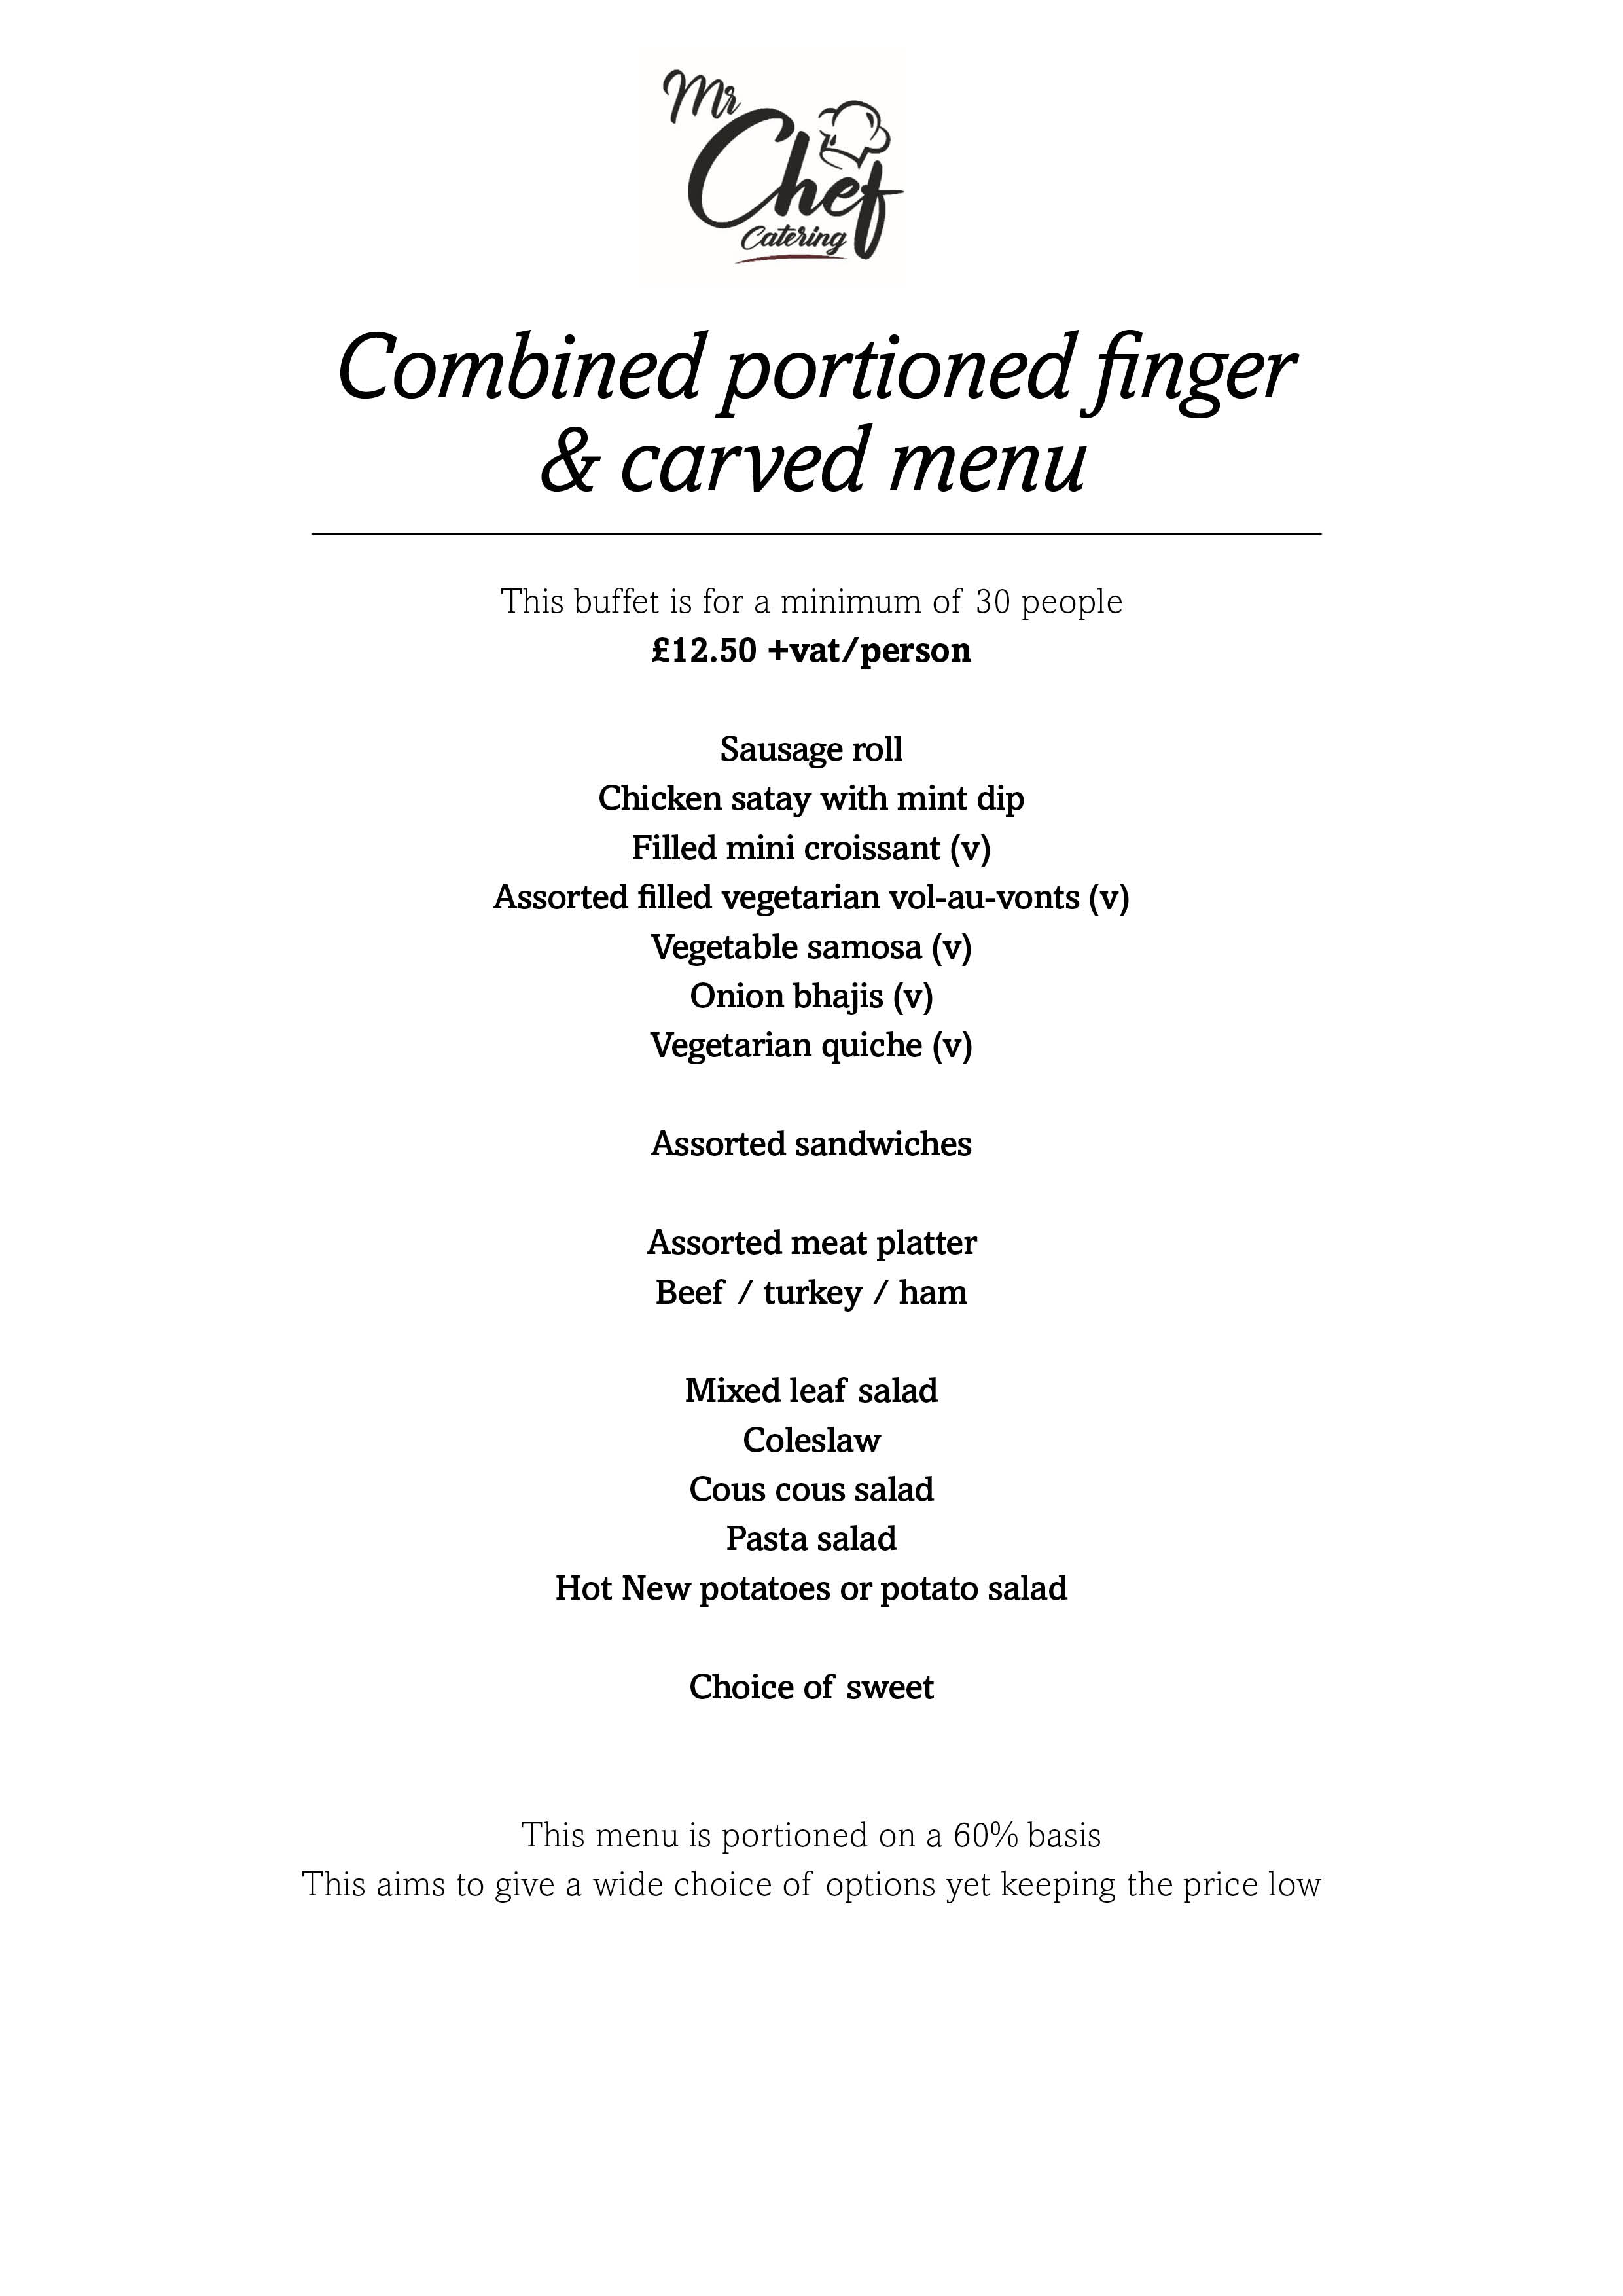 Mr
Chef
Catering
Combined portioned finger
& carved menu
This buffet is for a minimum of 30 people
£12.50 +vat/person
Sausage roll
Chicken satay with mint dip
Filled mini croissant (v)
Assorted filled vegetarian vol-au-vonts (v)
Vegetable samosa (v)
Onion bhajis (v)
Vegetarian quiche (v)
Assorted sandwiches
Assorted meat platter
Beef / turkey / ham
Mixed leaf salad
Coleslaw
Cous cous salad
Pasta salad
Hot New potatoes or potato salad
Choice of sweet
This menu is portioned on a 60% basis
This aims to give a wide choice of options yet keeping the price low